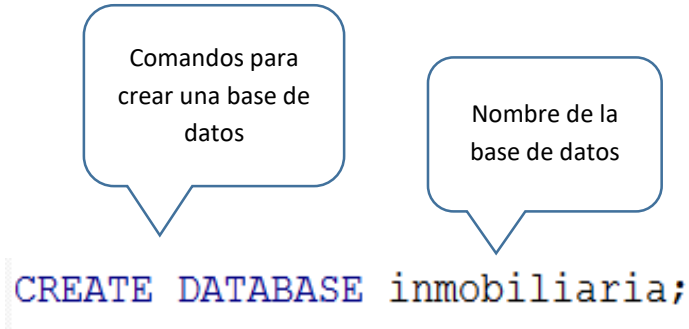 Comandos para
crear una base de
datos
Nombre de la
base de datos
CREATE DATABASE inmobiliaria;